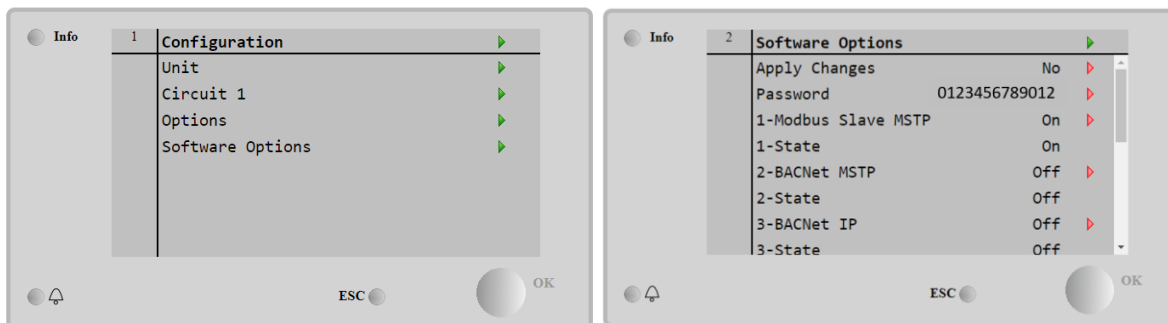 Info
1 Configuration
Unit
Circuit 1
Options
Software Options
ESC
OK
Info
2 Software Options
Apply Changes No
Password 0123456789012
1-Modbus Slave MSTP On
1-State On
2-BACNet MSTP Off
2-State Off
3-BACNet IP Off
3-State Off
ESC
OK